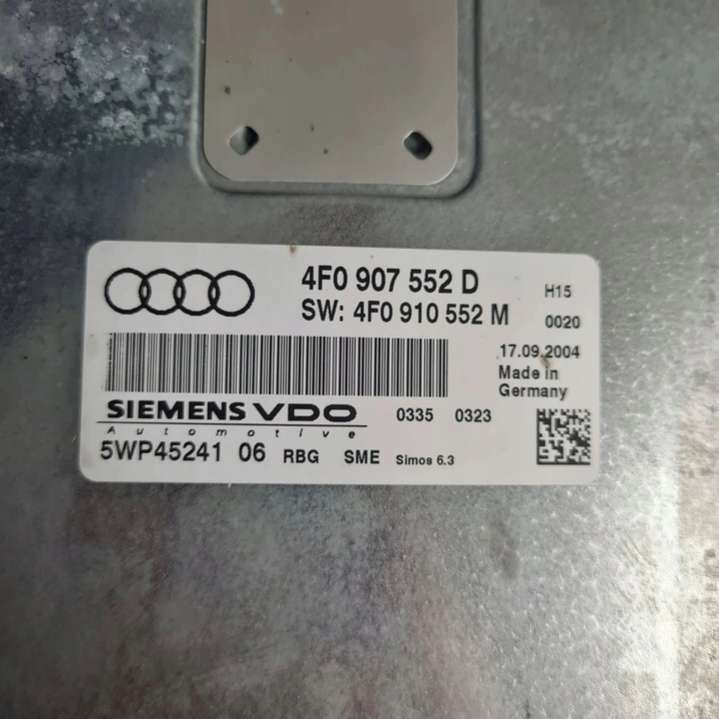 4F0 907 552 D
SW: 4F0 910 552 M
H15
0020
17.09.2004
Made in
Germany
SIEMENS VDO
Automotive
0335 0323
5WP45241 06 RBG SME Simos 6.3